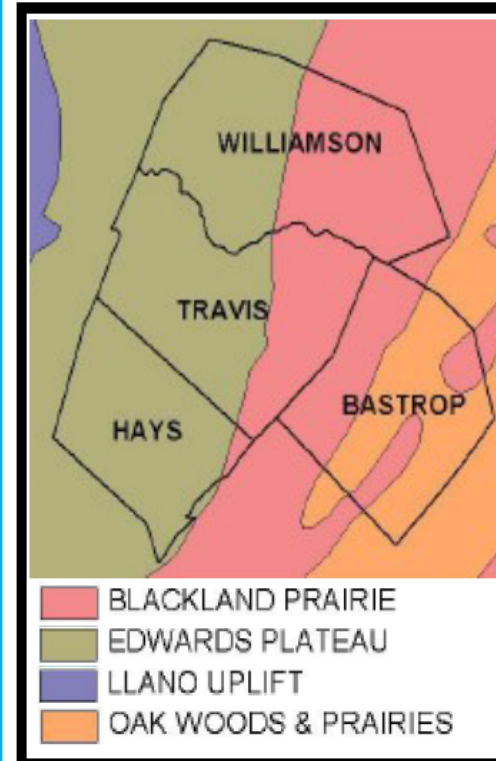 WILLIAMSON
TRAVIS
BASTROP
HAYS
BLACKLAND PRAIRIE
EDWARDS PLATEAU
LLANO UPLIFT
OAK WOODS & PRAIRIES